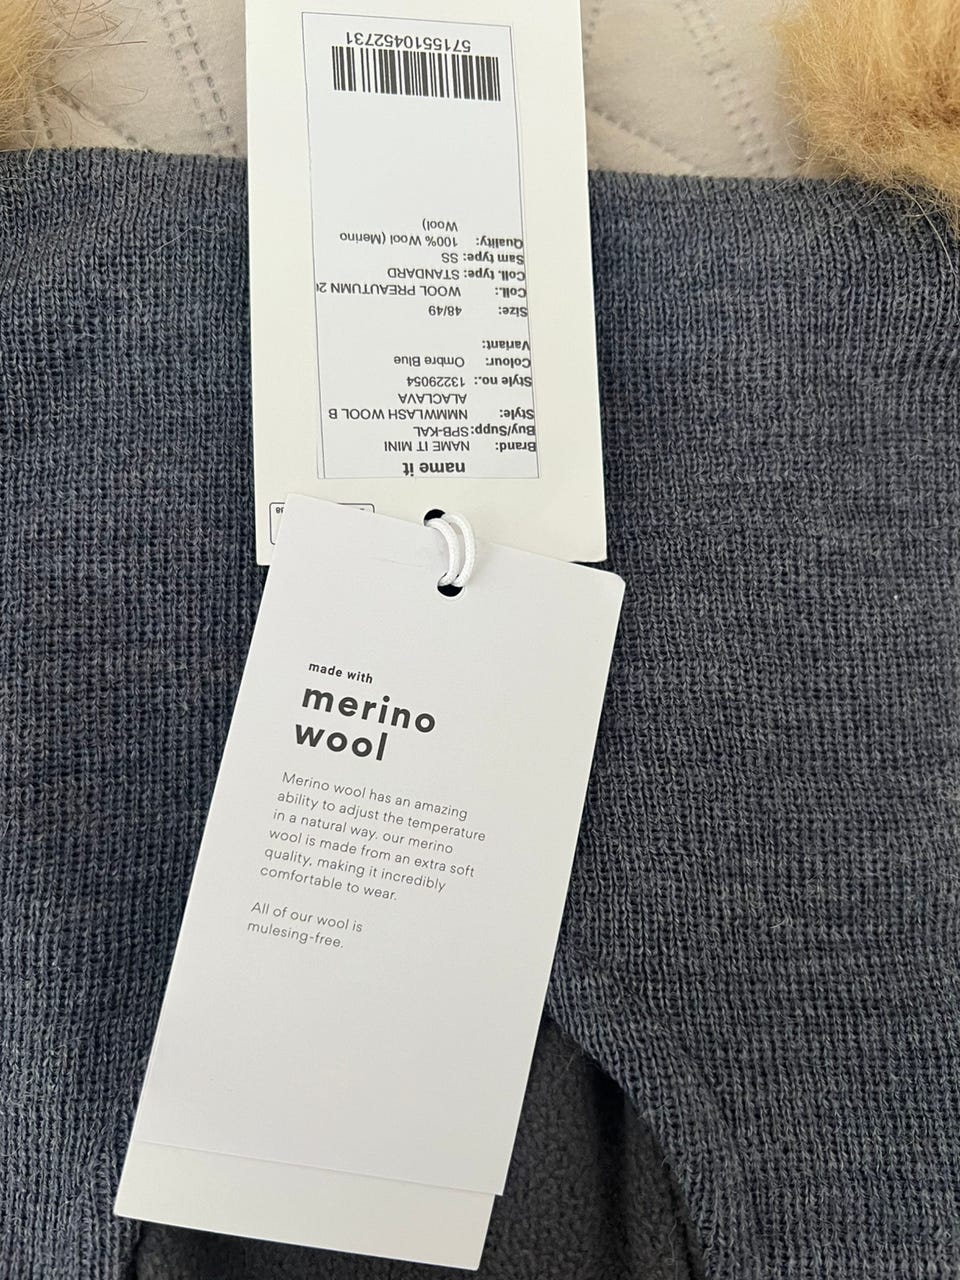 name it
Brand: NAME IT MINI
Buy/Supp: SPB-KAL
Style: NMMWLASH WOOL B
ALACLAVA
Style no.: 13229054
Colour: Ombre Blue
Variant:
Size: 48/49
Coll.: WOOL PREAUTUMN
Coll. type: STANDARD
Sam type: SS
Quality: 100% Wool (Merino
Wool)
5715510452731
made with
merino
wool
Merino wool has an amazing
ability to adjust the temperature
in a natural way. our merino
wool is made from an extra soft
quality, making it incredibly
comfortable to wear.
All of our wool is
mulesing-free.